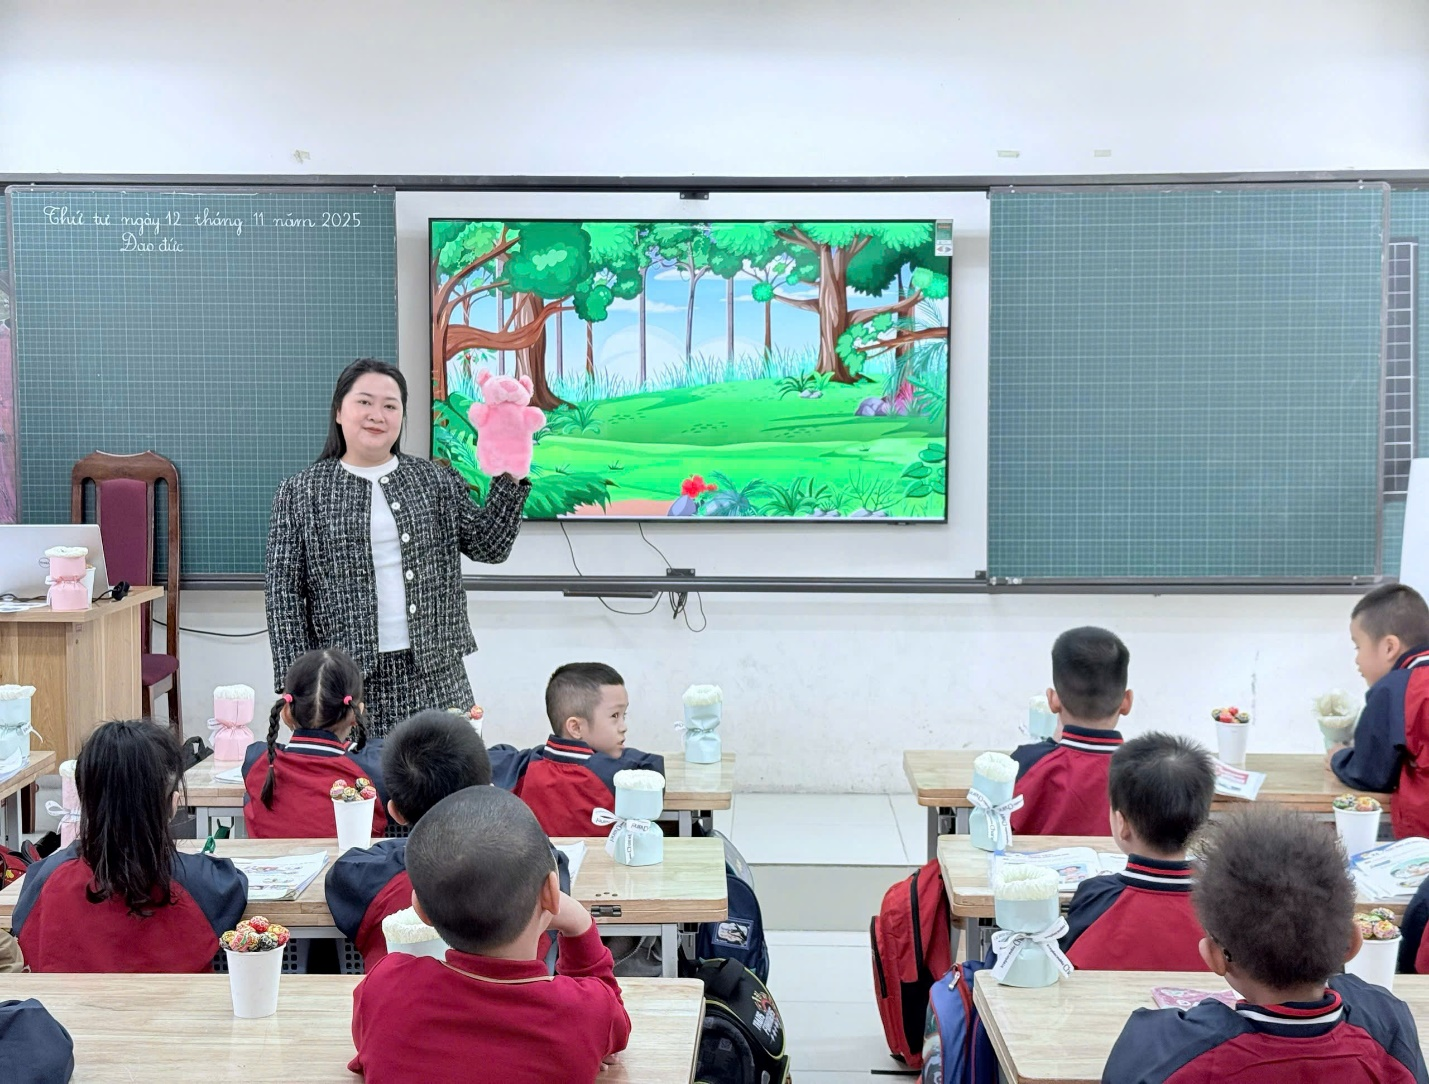 Thứ tư ngày 12 tháng 11 năm 2025
Đạo đức